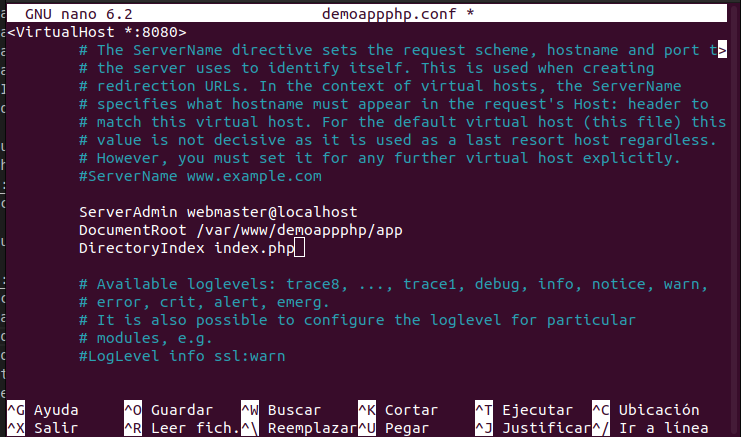 GNU nano 6.2 demoappphp.conf *
<VirtualHost *:8080>
# The ServerName directive sets the request scheme, hostname and port t>
# the server uses to identify itself. This is used when creating
# redirection URLs. In the context of virtual hosts, the ServerName
# specifies what hostname must appear in the request's Host: header to
# match this virtual host. For the default virtual host (this file) this
# value is not decisive as it is used as a last resort host regardless.
# However, you must set it for any further virtual host explicitly.
#ServerName www.example.com
ServerAdmin webmaster@localhost
DocumentRoot /var/www/demoappphp/app
DirectoryIndex index.php
# Available loglevels: trace8, ..., trace1, debug, info, notice, warn,
# error, crit, alert, emerg.
# It is also possible to configure the loglevel for particular
# modules, e.g.
#LogLevel info ssl:warn
^G Ayuda ^O Guardar ^W Buscar ^K Cortar ^T Ejecutar ^C Ubicación
^X Salir ^R Leer fich. ^\ Reemplazar ^U Pegar ^J Justificar ^/ Ir a línea